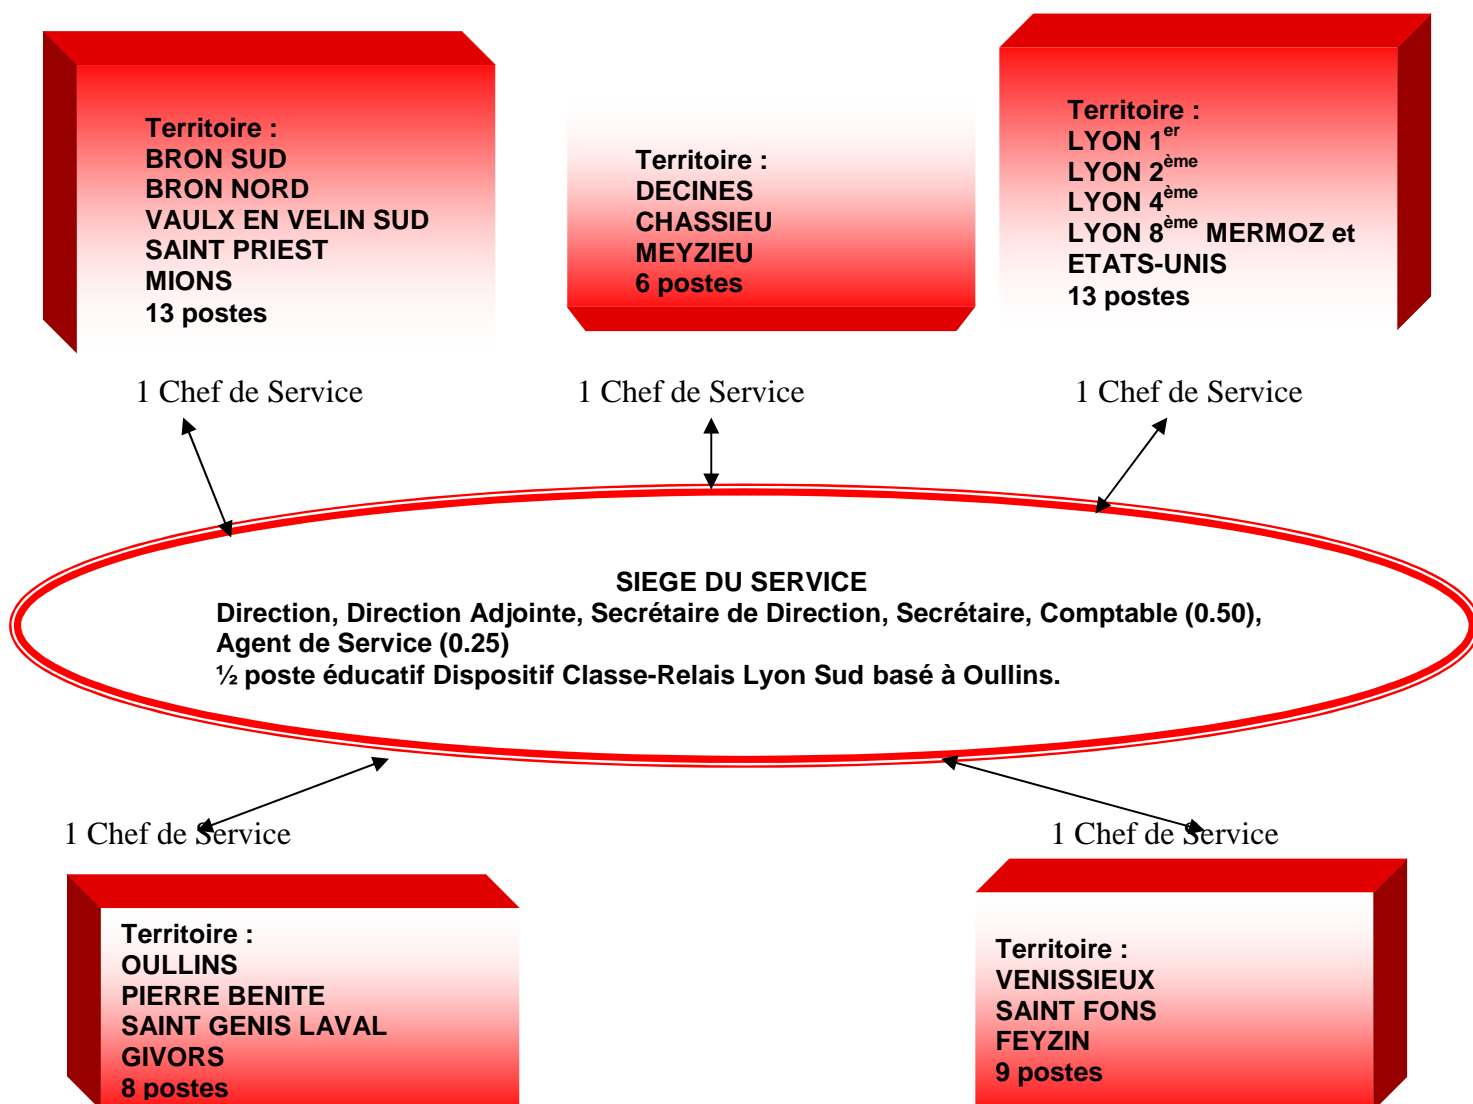 Territoire :
BRON SUD
BRON NORD
VAULX EN VELIN SUD
SAINT PRIEST
MIONS
13 postes
Territoire :
DECINES
CHASSIEU
MEYZIEU
6 postes
Territoire :
LYON 1er
LYON 2ème
LYON 4ème
LYON 8ème MERMOZ et
ETATS-UNIS
13 postes
1 Chef de Service
1 Chef de Service
1 Chef de Service
SIEGE DU SERVICE
Direction, Direction Adjointe, Secrétaire de Direction, Secrétaire, Comptable (0.50),
Agent de Service (0.25)
½ poste éducatif Dispositif Classe-Relais Lyon Sud basé à Oullins.
1 Chef de Service
1 Chef de Service
Territoire :
OULLINS
PIERRE BENITE
SAINT GENIS LAVAL
GIVORS
8 postes
Territoire :
VENISSIEUX
SAINT FONS
FEYZIN
9 postes